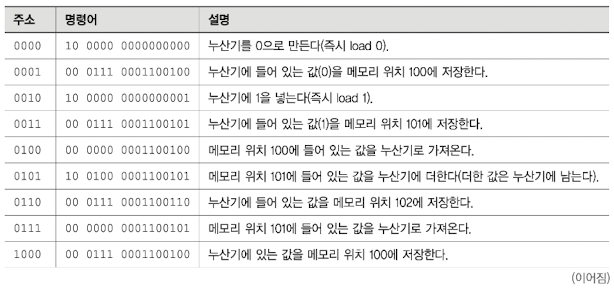 주소 명령어 설명
0000 10 0000 0000000000 누산기를 0으로 만든다(즉시 load 0).
0001 00 0111 0001100100 누산기에 들어 있는 값(0)을 메모리 위치 100에 저장한다.
0010 10 0000 0000000001 누산기에 1을 넣는다(즉시 load 1).
0011 00 0111 0001100101 누산기에 들어 있는 값(1)을 메모리 위치 101에 저장한다.
0100 00 0000 0001100100 메모리 위치 100에 들어 있는 값을 누산기로 가져온다.
0101 10 0100 0001100101 메모리 위치 101에 들어 있는 값을 누산기에 더한다(더한 값은 누산기에 남는다).
0110 00 0111 0001100110 누산기에 들어 있는 값을 메모리 위치 102에 저장한다.
0111 00 0000 0001100101 메모리 위치 101에 들어 있는 값을 누산기로 가져온다.
1000 00 0111 0001100100 누산기에 있는 값을 메모리 위치 100에 저장한다.
(이어짐)